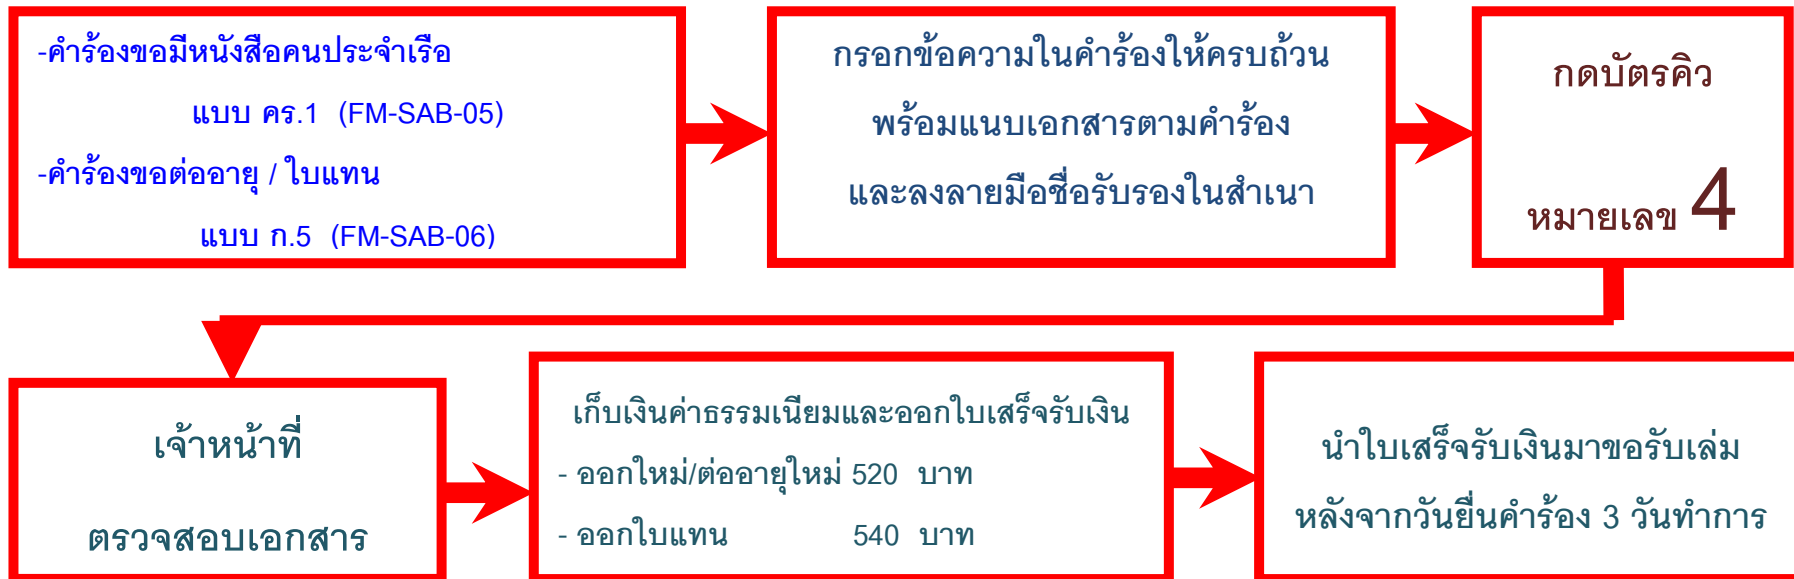 -คำร้องขอมีหนังสือคนประจำเรือ
แบบ คร.1 (FM-SAB-05)
-คำร้องขอต่ออายุ / ใบแทน
แบบ ก.5 (FM-SAB-06)
กรอกข้อความในคำร้องให้ครบถ้วน
พร้อมแนบเอกสารตามคำร้อง
และลงลายมือชื่อรับรองในสำเนา
กดบัตรคิว
หมายเลข 4
เจ้าหน้าที่
ตรวจสอบเอกสาร
เก็บเงินค่าธรรมเนียมและออกใบเสร็จรับเงิน
- ออกใหม่/ต่ออายุใหม่ 520 บาท
- ออกใบแทน 540 บาท
นำใบเสร็จรับเงินมาขอรับเล่ม
หลังจากวันยื่นคำร้อง 3 วันทำการ